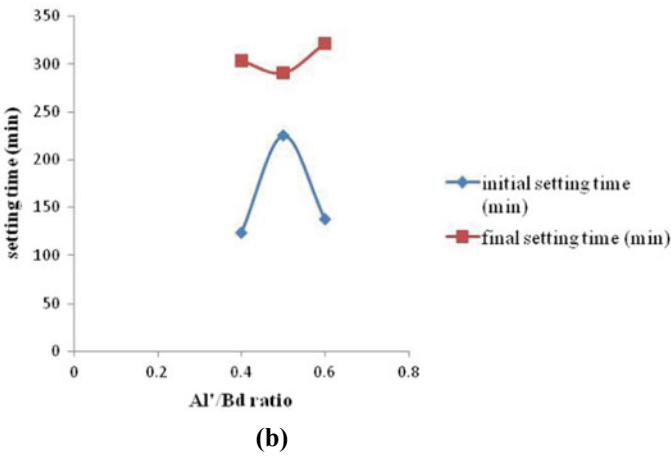 350
300
250
200
150
100
50
0
setting time (min)
0
0.2
0.4
0.6
0.8
Al'/Bd ratio
initial setting time
(min)
final setting time (min)
(b)